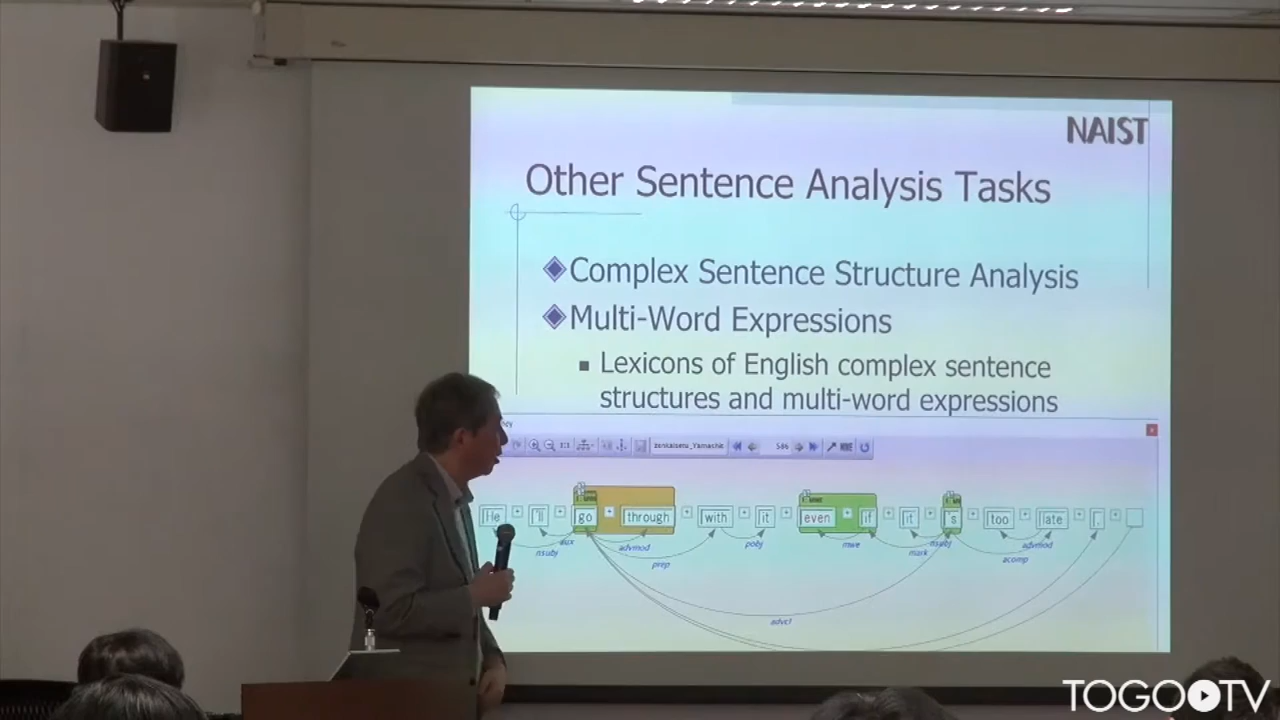 NAIST
Other Sentence Analysis Tasks
Complex Sentence Structure Analysis
Multi-Word Expressions
Lexicons of English complex sentence
structures and multi-word expressions
586
He 'll go through with it even if it 's too late .
aux advmod pobj mwe nsubj advmod
nsubj prep mark acomp
advcl
TOGOTV